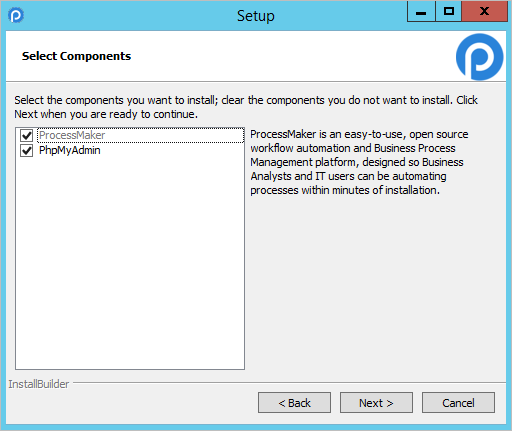 Setup
Select Components
Select the components you want to install; clear the components you do not want to install. Click
Next when you are ready to continue.
ProcessMaker
PhpMyAdmin
ProcessMaker is an easy-to-use, open source
workflow automation and Business Process
Management platform, designed so Business
Analysts and IT users can be automating
processes within minutes of installation.
InstallBuilder
< Back
Next >
Cancel